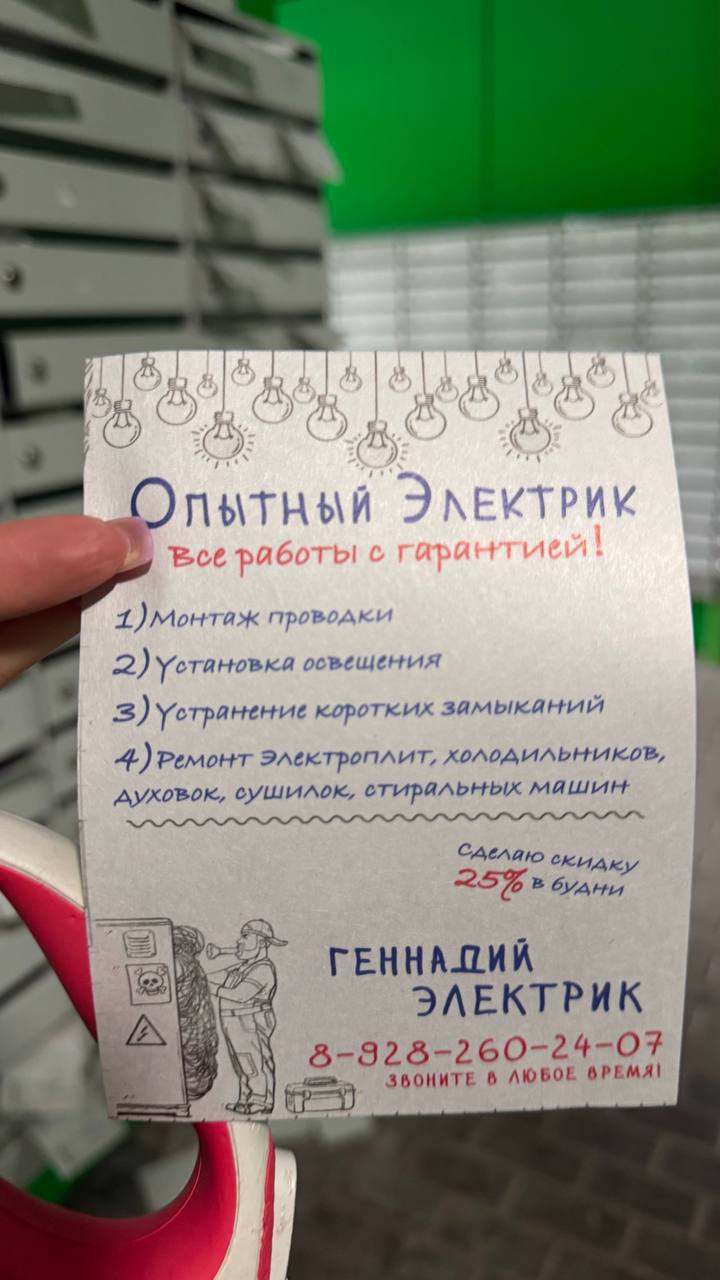 Опытный Электрик
Все работы с гарантией!
1) Монтаж проводки
2) Установка освещения
3) Устранение коротких замыканий
4) Ремонт электроплит, холодильников,
духовок, сушилок, стиральных машин
Сделаю скидку
25% в будни
ГЕННАДИЙ
ЭЛЕКТРИК
8-928-260-24-07
ЗВОНИТЕ В ЛЮБОЕ ВРЕМЯ!